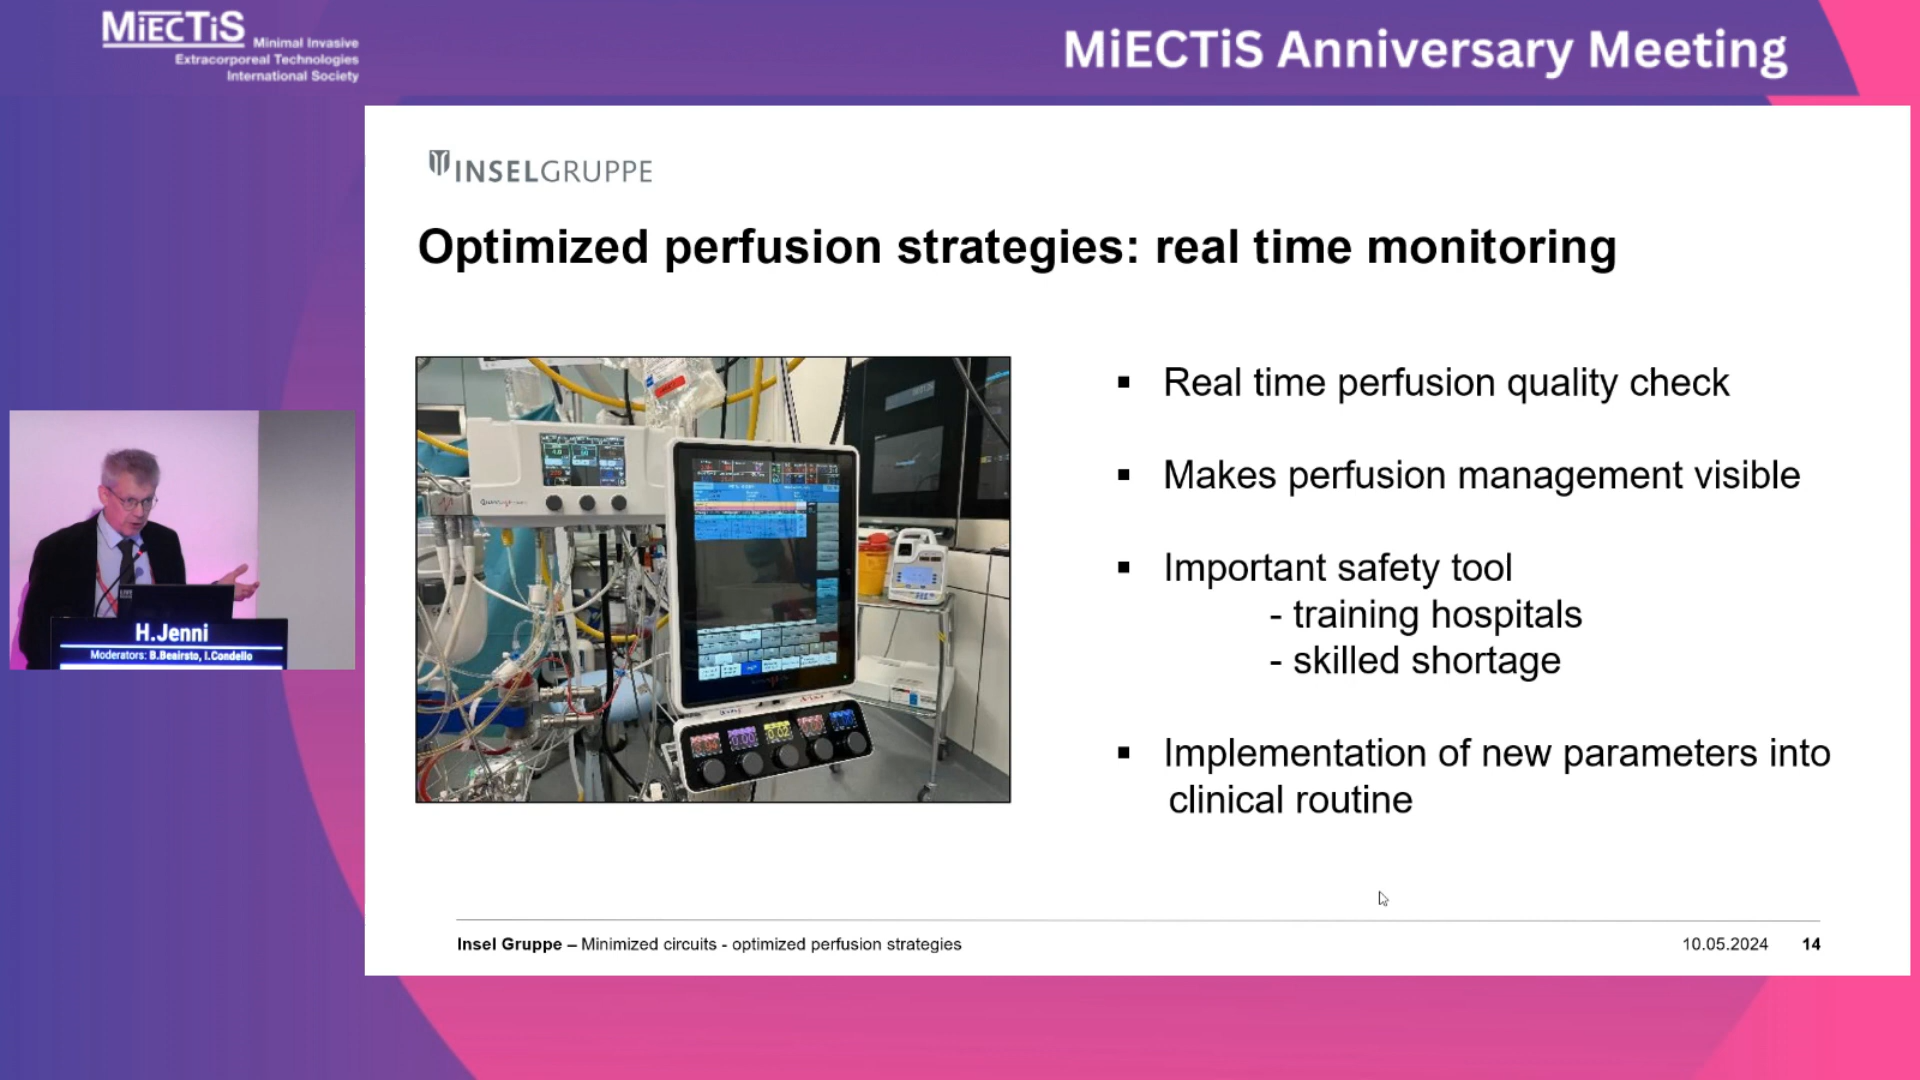 MiECTiS
Minimal Invasive
Extracorporeal Technologies
International Society
MiECTiS Anniversary Meeting
INSELGRUPPE
Optimized perfusion strategies: real time monitoring
▪ Real time perfusion quality check
▪ Makes perfusion management visible
▪ Important safety tool
- training hospitals
- skilled shortage
▪ Implementation of new parameters into
clinical routine
H.Jenni
Moderators: B.Beairsto, I.Condello
Insel Gruppe – Minimized circuits - optimized perfusion strategies
10.05.2024 14